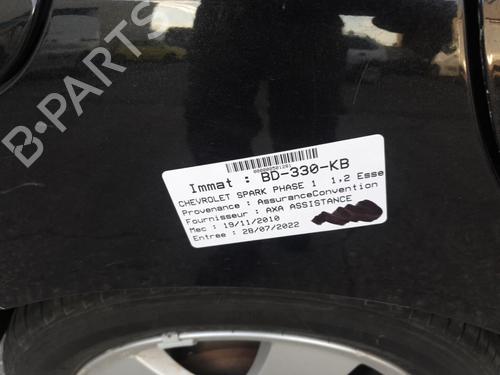 B-PARTS
000000501201
Immat : BD-330-KB
CHEVROLET SPARK PHASE 1 1,2 Esse
Provenance : AssuranceConvention
Fournisseur : AXA ASSISTANCE
Mec : 19/11/2010
Entree : 28/07/2022